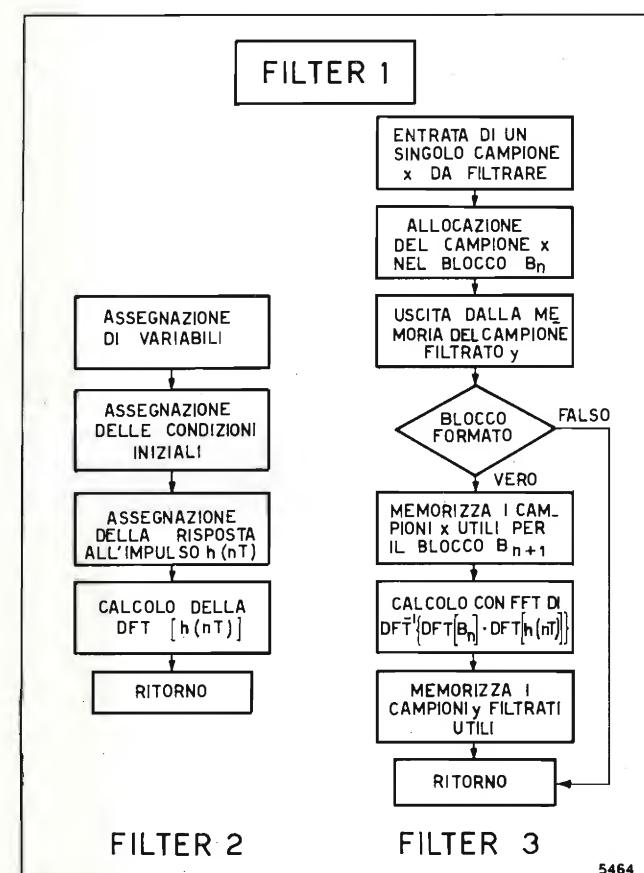 FILTER 1
ASSEGNAZIONE
DI VARIABILI
ASSEGNAZIONE
DELLE CONDIZIONI
INIZIALI
ASSEGNAZIONE
DELLA RISPOSTA
ALL'IMPULSO h(nT)
CALCOLO DELLA
DFT [h(nT)]
RITORNO
FILTER 2
ENTRATA DI UN
SINGOLO CAMPIONE
x DA FILTRARE
ALLOCAZIONE
DEL CAMPIONE x
NEL BLOCCO Bn
USCITA DALLA ME_
MORIA DEL CAMPIONE
FILTRATO y
BLOCCO
FORMATO
FALSO
VERO
MEMORIZZA I CAM_
PIONI x UTILI PER
IL BLOCCO Bn+1
CALCOLO CON FFT DI
DFT⁻¹{DFT[Bn]·DFT[h(nT)]}
MEMORIZZA I
CAMPIONI y FILTRATI
UTILI
RITORNO
FILTER 3
5464